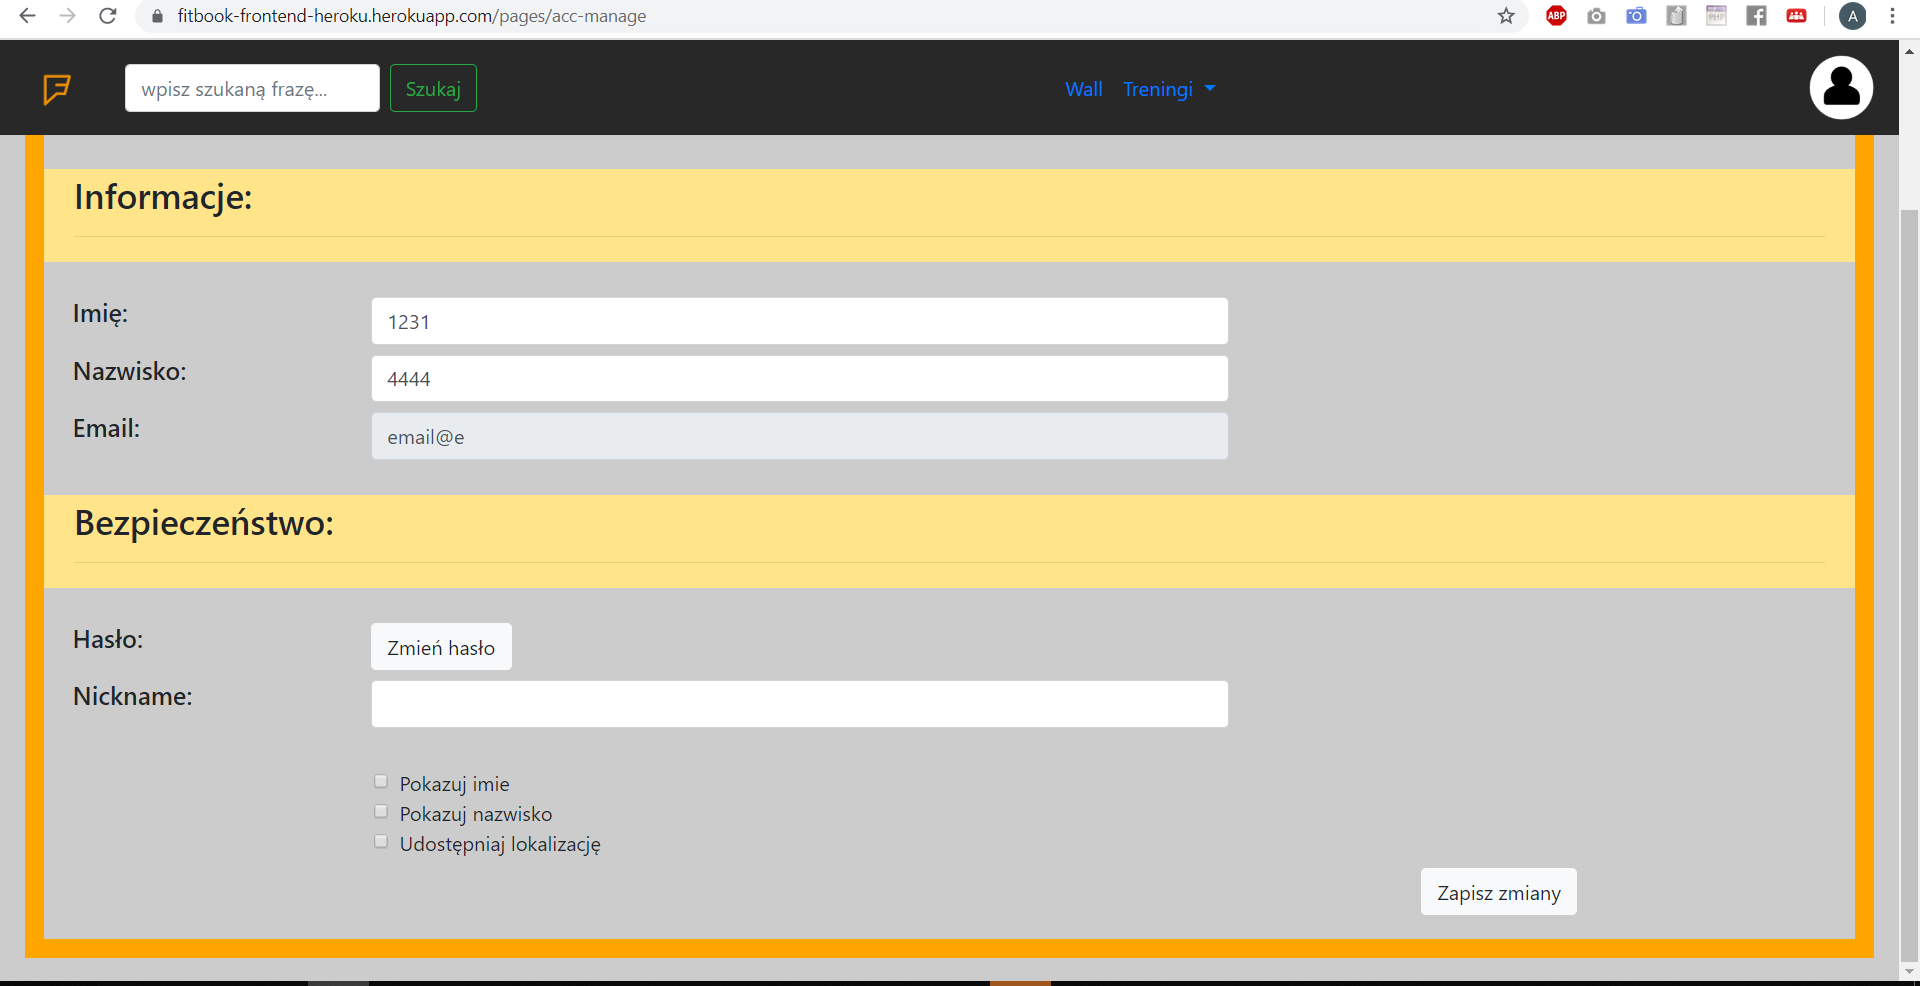 fitbook-frontend-heroku.herokuapp.com/pages/acc-manage
ABP
A
wpisz szukaną frazę...
Szukaj
Wall
Treningi
Informacje:
Imię:
1231
Nazwisko:
4444
Email:
email@e
Bezpieczeństwo:
Hasło:
Zmień hasło
Nickname:
Pokazuj imie
Pokazuj nazwisko
Udostępniaj lokalizację
Zapisz zmiany